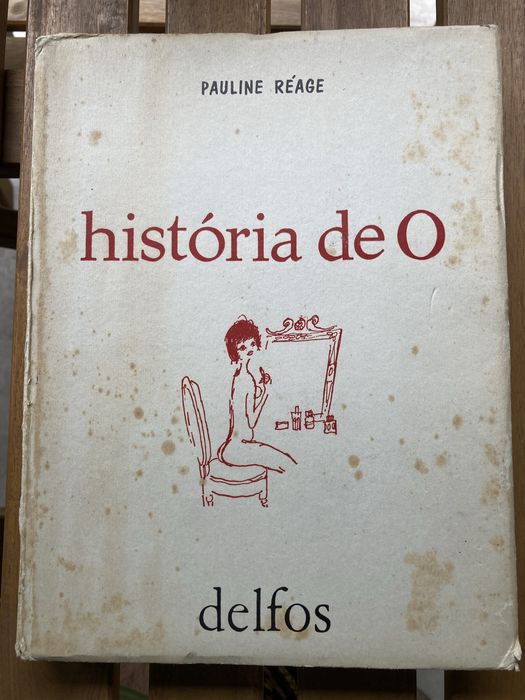 PAULINE RÉAGE
história de O
delfos